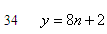 34 y = 8n + 2